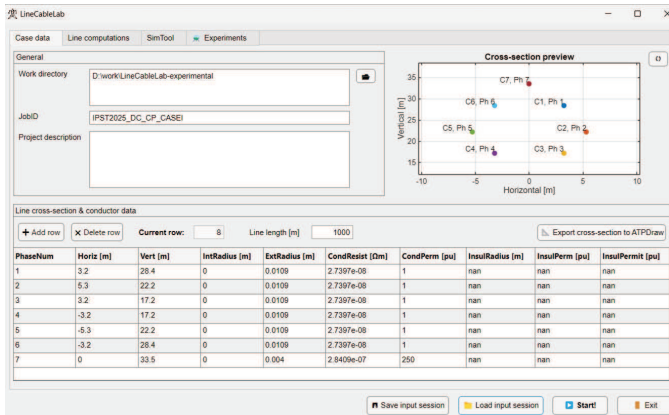 LineCableLab
Case data Line computations SimTool Experiments
General
Work directory D:\work\LineCableLab-experimental
JobID IPST2025_DC_CP_CASEI
Project description
Cross-section preview
35
30
25
20
15
Vertical [m]
C7, Ph 7
C6, Ph 6 C1, Ph 1
C5, Ph 5 C2, Ph 2
C4, Ph 4 C3, Ph 3
-10 -5 0 5 10
Horizontal [m]
Line cross-section & conductor data
Add row Delete row Current row: 8 Line length [m] 1000 Export cross-section to ATPDraw
PhaseNum Horiz [m] Vert [m] IntRadius [m] ExtRadius [m] CondResist [Ωm] CondPerm [pu] InsulRadius [m] InsulPerm [pu] InsulPermit [pu]
1 3.2 28.4 0 0.0109 2.7397e-08 1 nan nan nan
2 5.3 22.2 0 0.0109 2.7397e-08 1 nan nan nan
3 3.2 17.2 0 0.0109 2.7397e-08 1 nan nan nan
4 -3.2 17.2 0 0.0109 2.7397e-08 1 nan nan nan
5 -5.3 22.2 0 0.0109 2.7397e-08 1 nan nan nan
6 -3.2 28.4 0 0.0109 2.7397e-08 1 nan nan nan
7 0 33.5 0 0.004 2.8409e-07 250 nan nan nan
Save input session Load input session Start! Exit